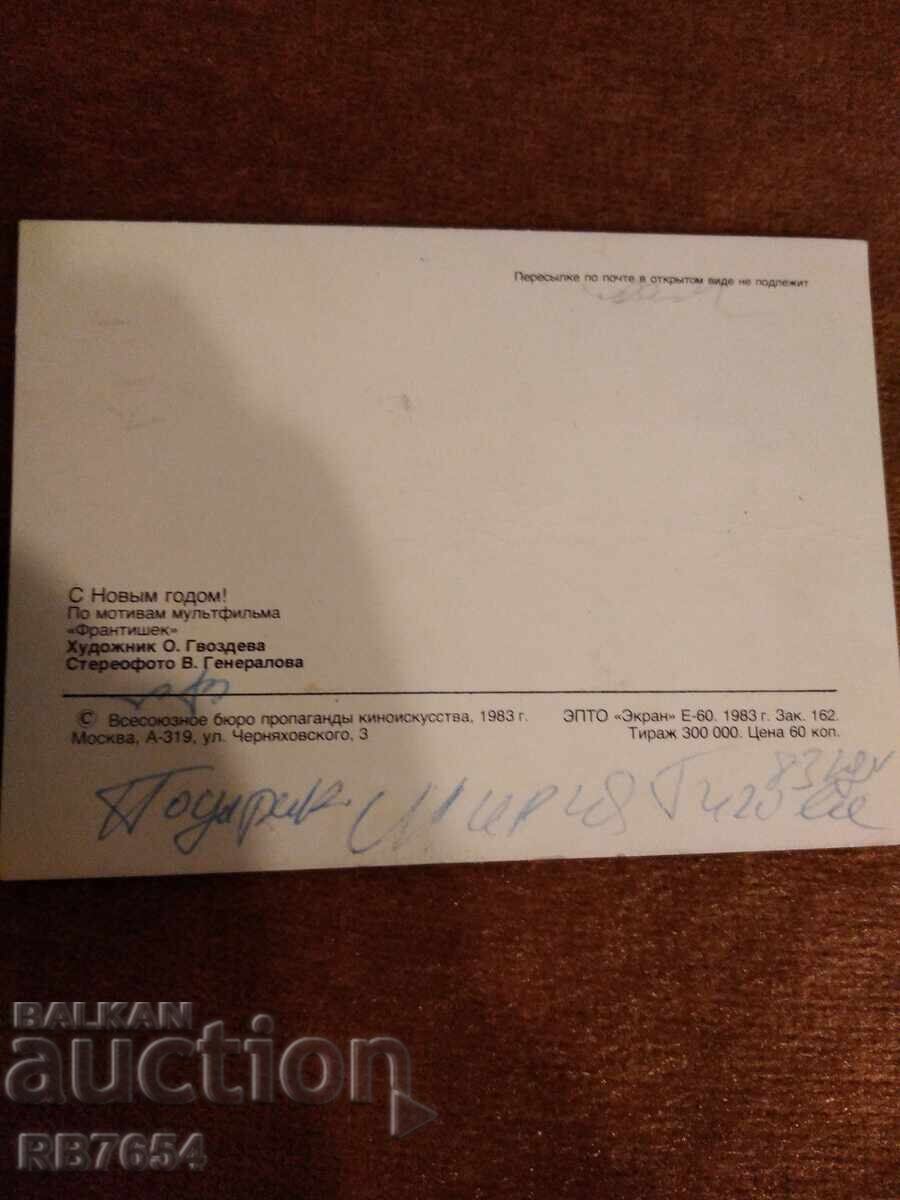 Пересылке по почте в открытом виде не подлежит
С Новым годом!
По мотивам мультфильма
«Франтишек»
Художник О. Гвоздева
Стереофото В. Генералова
© Всесоюзное бюро пропаганды киноискусства, 1983 г.
Москва, А-319, ул. Черняховского, 3
ЭПТО «Экран» Е-60. 1983 г. Зак. 162.
Тираж 300 000. Цена 60 коп.
Подарък
BALKAN
auction
RB7654